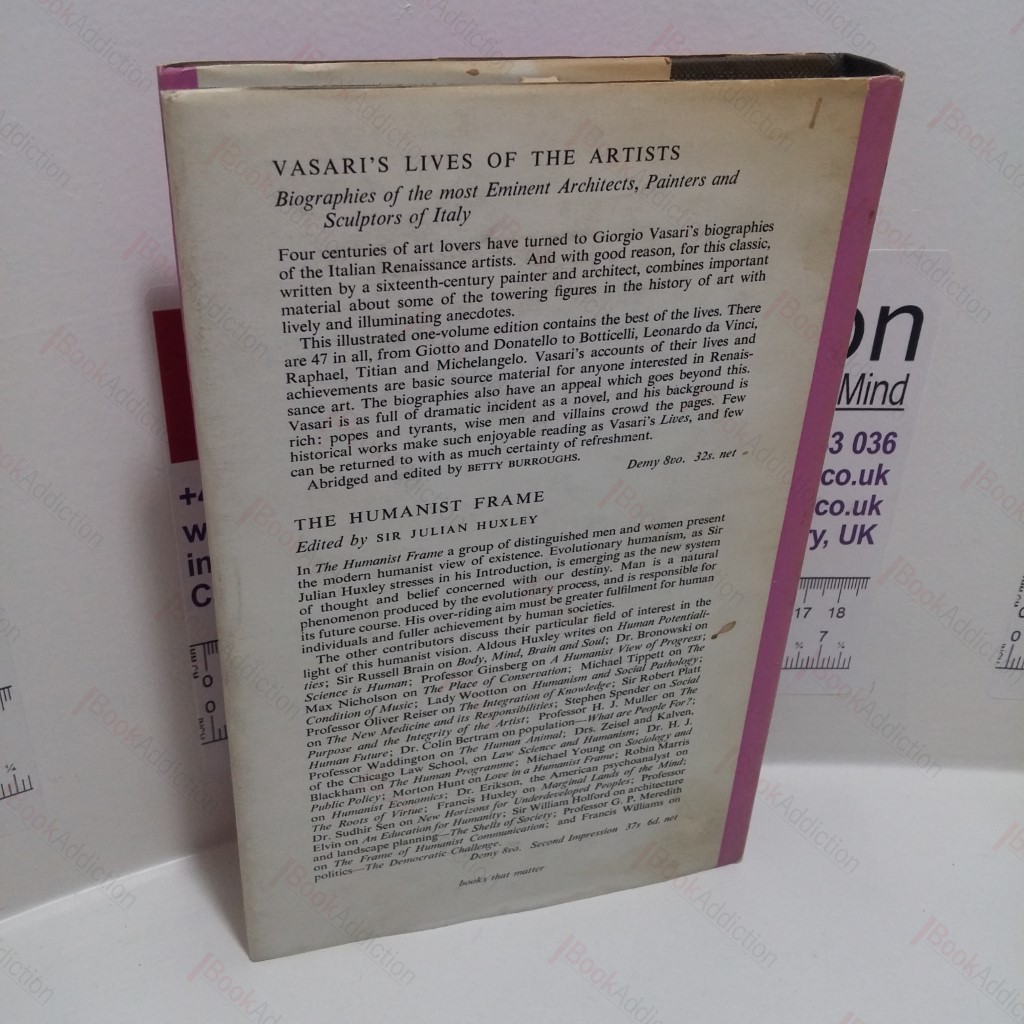 VASARI'S LIVES OF THE ARTISTS
Biographies of the most Eminent Architects, Painters and
Sculptors of Italy
Four centuries of art lovers have turned to Giorgio Vasari's biographies
of the Italian Renaissance artists. And with good reason, for this classic,
written by a sixteenth-century painter and architect, combines important
material about some of the towering figures in the history of art with
lively and illuminating anecdotes.
This illustrated one-volume edition contains the best of the lives. There
are 47 in all, from Giotto and Donatello to Botticelli, Leonardo da Vinci,
Raphael, Titian and Michelangelo. Vasari's accounts of their lives and
achievements are basic source material for anyone interested in Renais-
sance art. The biographies also have an appeal which goes beyond this.
Vasari is as full of dramatic incident as a novel, and his background is
rich: popes and tyrants, wise men and villains crowd the pages. Few
historical works make such enjoyable reading as Vasari's Lives, and few
can be returned to with as much certainty of refreshment.
Abridged and edited by BETTY BURROUGHS.
Demy 8vo. 32s. net
THE HUMANIST FRAME
Edited by SIR JULIAN HUXLEY
In The Humanist Frame a group of distinguished men and women present
the modern humanist view of existence. Evolutionary humanism, as Sir
Julian Huxley stresses in his Introduction, is emerging as the new system
of thought and belief concerned with our destiny. Man is a natural
phenomenon produced by the evolutionary process, and is responsible for
its future course. His over-riding aim must be greater fulfilment for human
individuals and fuller achievement by human societies.
The other contributors discuss their particular field of interest in the
light of this humanist vision. Aldous Huxley writes on Human Potentiali-
ties; Sir Russell Brain on Body, Mind, Brain and Soul; Dr. Bronowski on
Science is Human; Professor Ginsberg on A Humanist View of Progress;
Max Nicholson on The Place of Conservation; Michael Tippett on The
Condition of Music; Lady Wootton on Humanism and Social Pathology;
Professor Oliver Reiser on The Integration of Knowledge; Sir Robert Platt
on The New Medicine and its Responsibilities; Stephen Spender on Social
Purpose and the Integrity of the Artist; Professor H. J. Muller on The
Human Future; Dr. Colin Bertram on population—What are People For?;
Professor Waddington on The Human Animal; Drs. Zeisel and Kalven,
of the Chicago Law School, on Law Science and Humanism; Dr. H. J.
Blackham on The Human Programme; Michael Young on Sociology and
Public Policy; Morton Hunt on Love in a Humanist Frame; Robin Marris
on Humanist Economics; Dr. Erikson, the American psychoanalyst on
The Roots of Virtue; Francis Huxley on Marginal Lands of the Mind;
Dr. Sudhir Sen on New Horizons for Underdeveloped Peoples; Professor
Elvin on An Education for Humanity; Sir William Holford on architecture
and landscape planning—The Shells of Society; Professor G. P. Meredith
on The Frame of Humanist Communication; and Francis Williams on
politics—The Democratic Challenge.
Demy 8vo. Second Impression 37s 6d. net
books that matter
on
Mind
3 036
co.uk
co.uk
y, UK
17 18
7
+4
w
in
C
0
0
BookAddiction